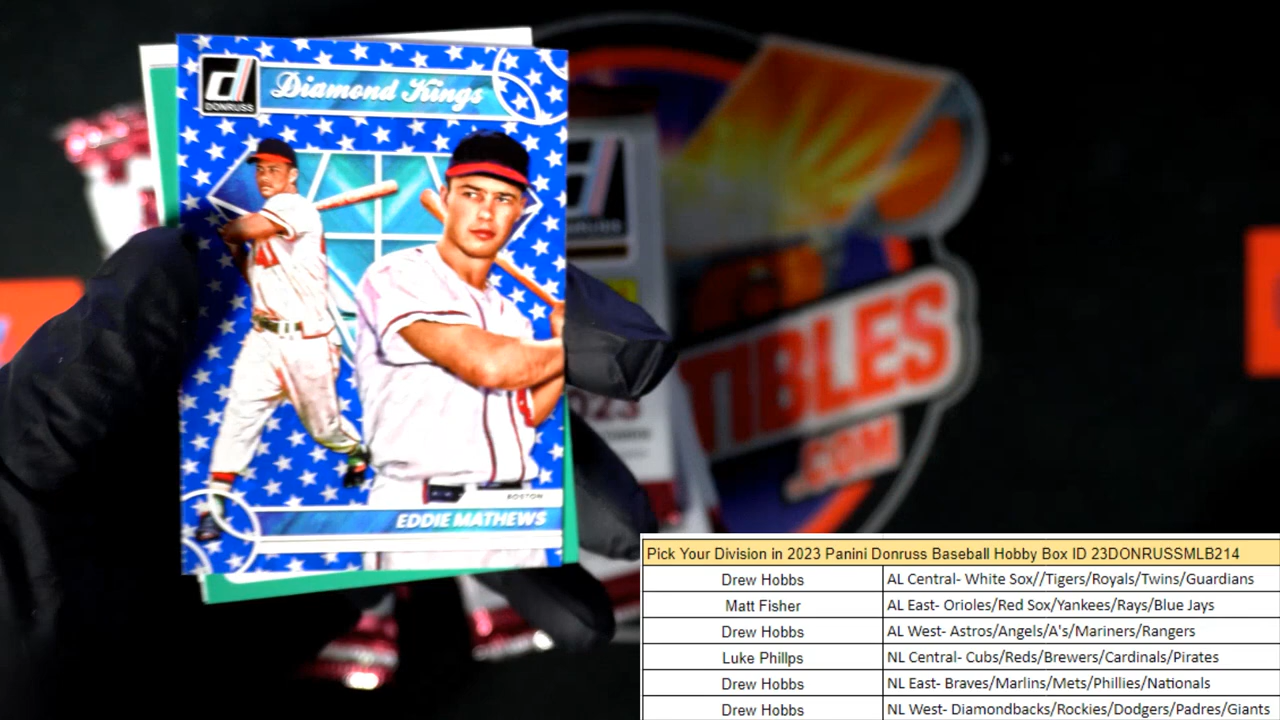 Diamond Kings
DONRUSS
BOSTON
EDDIE MATHEWS
TIBLES
.COM
Pick Your Division in 2023 Panini Donruss Baseball Hobby Box ID 23DONRUSSMLB214
Drew Hobbs AL Central- White Sox//Tigers/Royals/Twins/Guardians
Matt Fisher AL East- Orioles/Red Sox/Yankees/Rays/Blue Jays
Drew Hobbs AL West- Astros/Angels/A's/Mariners/Rangers
Luke Phillps NL Central- Cubs/Reds/Brewers/Cardinals/Pirates
Drew Hobbs NL East- Braves/Marlins/Mets/Phillies/Nationals
Drew Hobbs NL West- Diamondbacks/Rockies/Dodgers/Padres/Giants